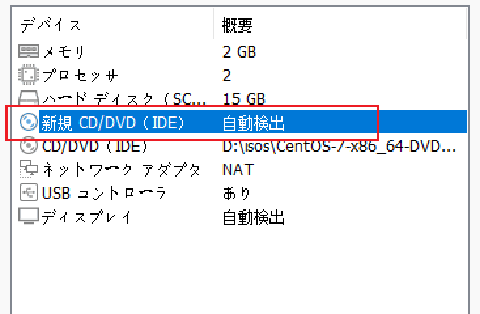 デバイス 概要
メモリ 2 GB
プロセッサ 2
ハード ディスク (SC... 15 GB
新規 CD/DVD (IDE) 自動検出
CD/DVD (IDE) D:\isos\CentOS-7-x86_64-DVD...
ネットワーク アダプタ NAT
USB コントローラ あり
ディスプレイ 自動検出